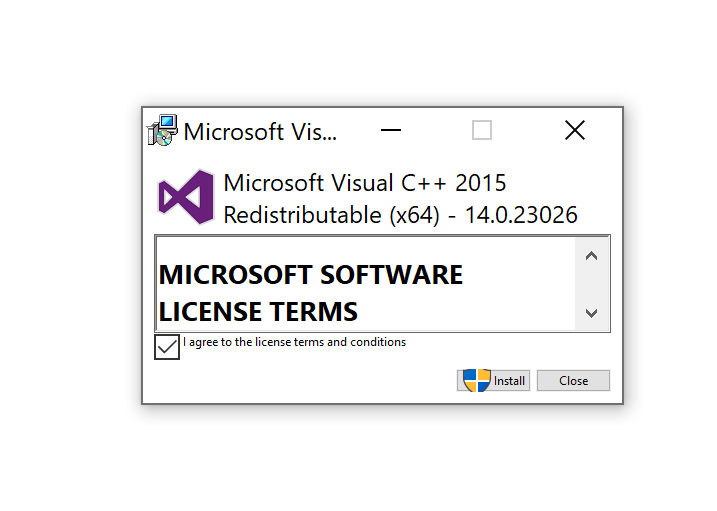 Microsoft Vis...
Microsoft Visual C++ 2015
Redistributable (x64) - 14.0.23026
MICROSOFT SOFTWARE
LICENSE TERMS
I agree to the license terms and conditions
Install
Close